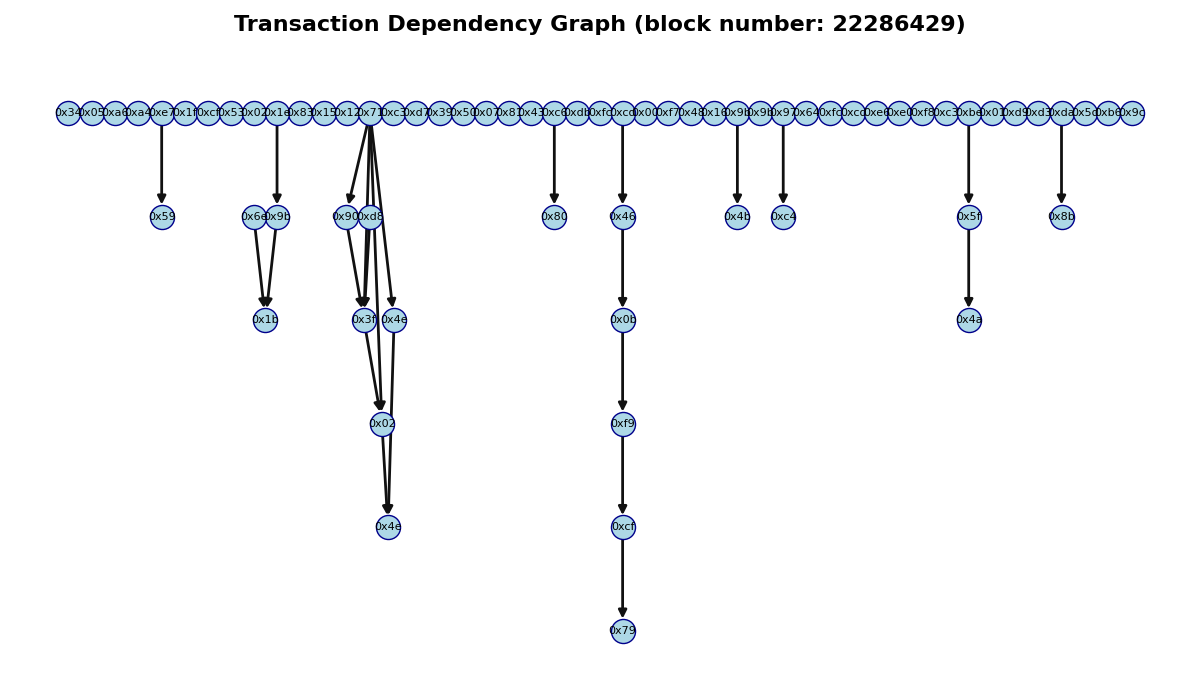 Transaction Dependency Graph (block number: 22286429)
0x34 0x05 0xa6 0xa4 0xe7 0x1f 0xcf 0x53 0x02 0x1e 0x83 0x15 0x12 0x71 0xc3 0xd7 0x39 0x50 0x07 0x81 0x43 0xc6 0xdb 0xfc 0xcd 0x00 0xf7 0x48 0x16 0x9b 0x9b 0x97 0x64 0xfc 0xe6 0xe0 0xf8 0xc3 0xbe 0x01 0xd9 0xd3 0xda 0x5c 0xb6 0x9c
0x59 0x6e 0x9b 0x90 0xd8 0x80 0x46 0x4b 0xc4 0x5f 0x8b
0x1b 0x3f 0x4e 0x0b 0x4a
0x02 0xf9
0x4e 0xcf
0x79